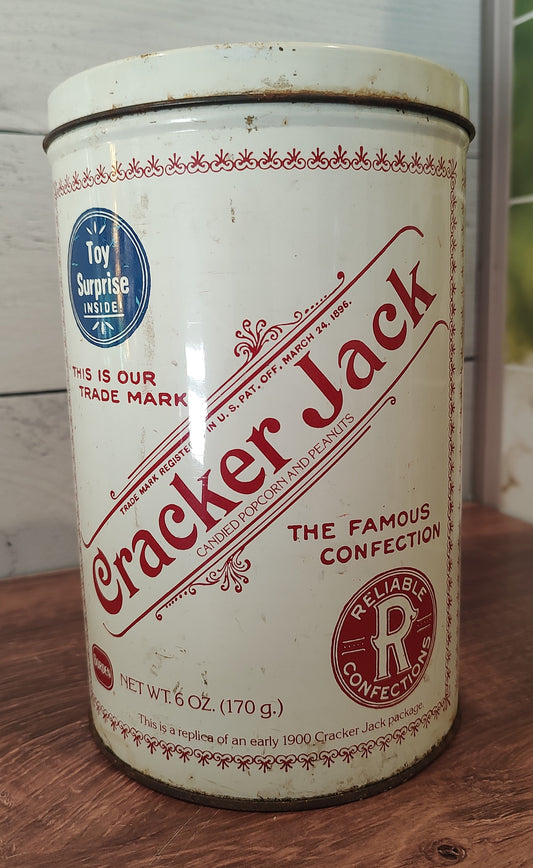 Toy
Surprise
INSIDE.
THIS IS OUR
TRADE MARK
TRADE MARK REGISTERED IN U.S. PAT. OFF. MARCH 24, 1896.
Cracker Jack
CANDIED POPCORN AND PEANUTS
THE FAMOUS
CONFECTION
RELIABLE
R
CONFECTIONS
BORDEN
NET WT. 6 OZ. (170 g.)
This is a replica of an early 1900 Cracker Jack package.